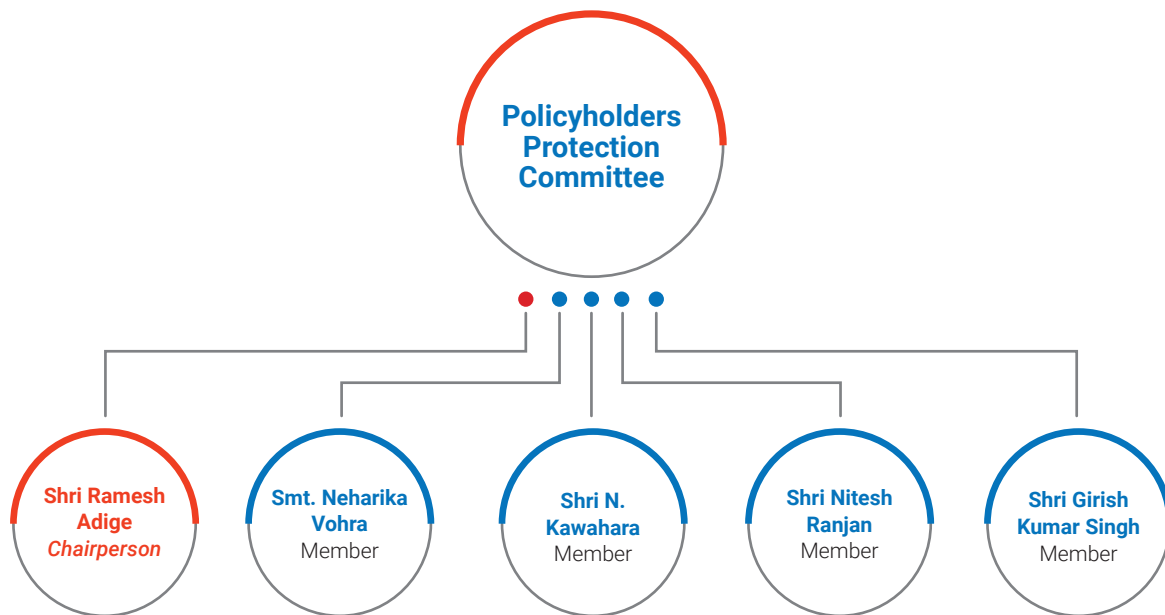 Policyholders
Protection
Committee
Shri Ramesh
Adige
Chairperson
Smt. Neharika
Vohra
Member
Shri N.
Kawahara
Member
Shri Nitesh
Ranjan
Member
Shri Girish
Kumar Singh
Member